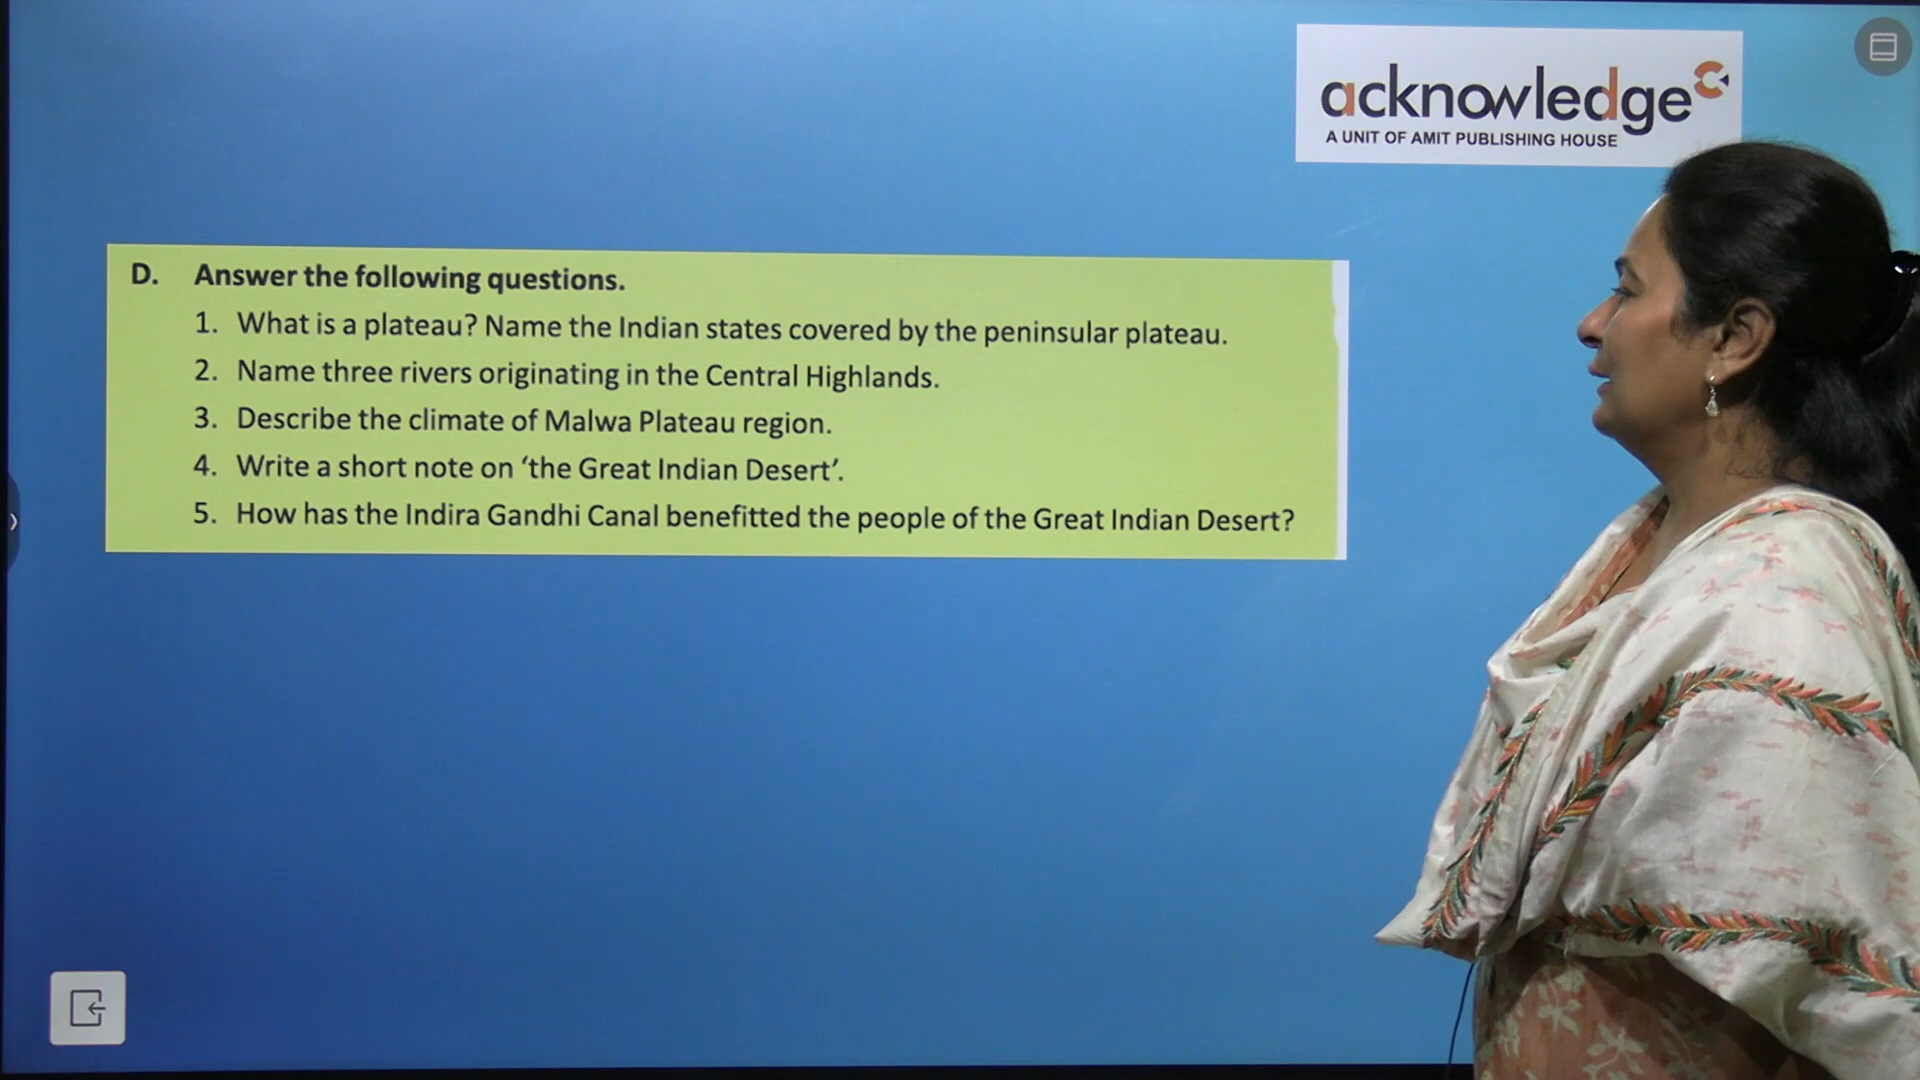 acknowledge
A UNIT OF AMIT PUBLISHING HOUSE
D. Answer the following questions.
1. What is a plateau? Name the Indian states covered by the peninsular plateau.
2. Name three rivers originating in the Central Highlands.
3. Describe the climate of Malwa Plateau region.
4. Write a short note on ‘the Great Indian Desert’.
5. How has the Indira Gandhi Canal benefitted the people of the Great Indian Desert?